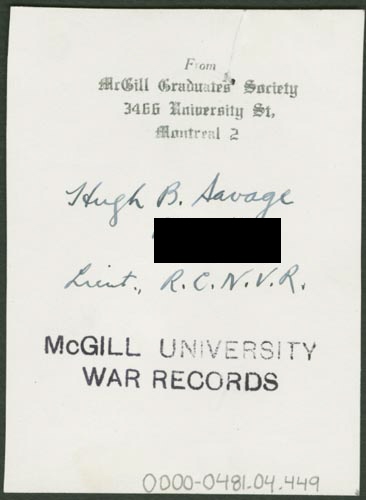 From
McGill Graduates' Society
3466 University St,
Montreal 2
Hugh B. Savage
Lieut., R.C.N.V.R.
McGILL UNIVERSITY
WAR RECORDS
0000-0481.04.449